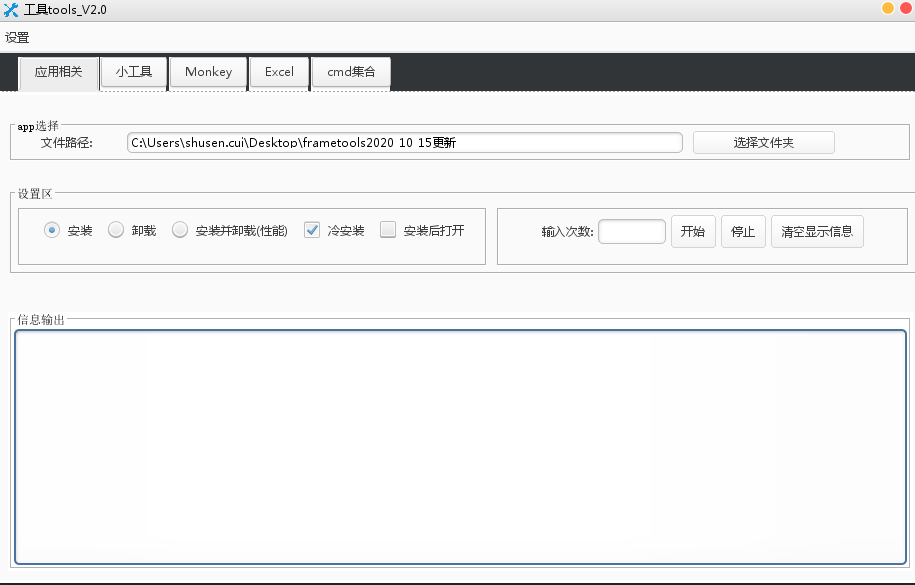 工具tools_V2.0
设置
应用相关 小工具 Monkey Excel cmd集合
app选择
文件路径: C:\Users\shusen.cui\Desktop\frametools2020 10 15更新 选择文件夹
设置区
安装 卸载 安装并卸载(性能) 冷安装 安装后打开 输入次数: 开始 停止 清空显示信息
信息输出